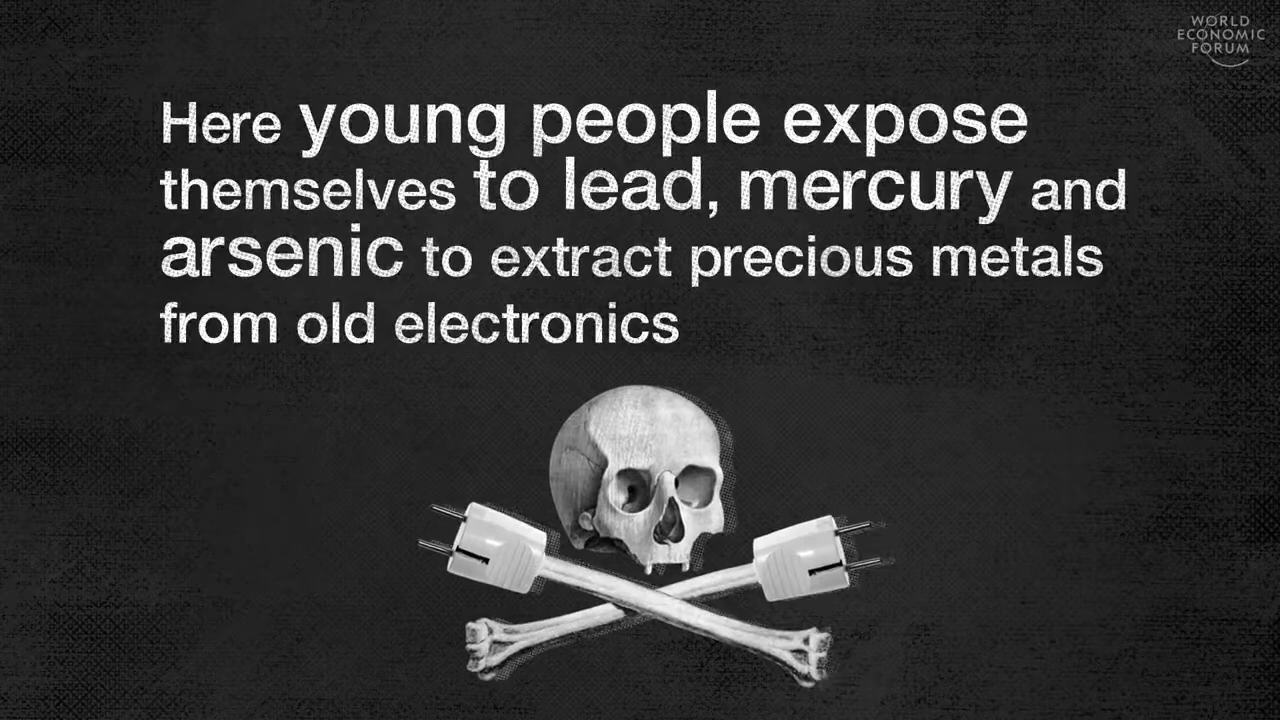 WORLD
ECONOMIC
FORUM
Here young people expose
themselves to lead, mercury and
arsenic to extract precious metals
from old electronics